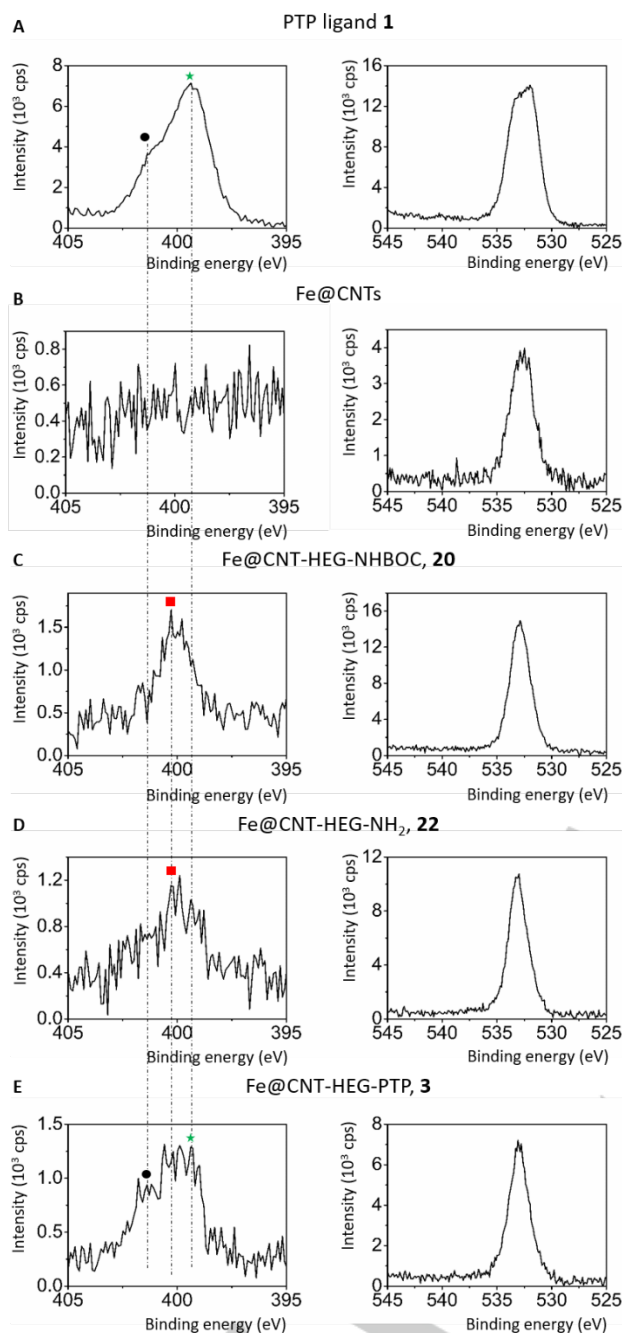 A
PTP ligand 1
Intensity (10³ cps)
8
6
4
2
0
405 400 395
Binding energy (eV)
Intensity (10³ cps)
16
12
8
4
0
545 540 535 530 525
Binding energy (eV)
B
Fe@CNTs
Intensity (10³ cps)
0.8
0.6
0.4
0.2
0.0
405 400 395
Binding energy (eV)
Intensity (10³ cps)
4
3
2
1
0
545 540 535 530 525
Binding energy (eV)
C
Fe@CNT-HEG-NHBOC, 20
Intensity (10³ cps)
1.5
1.0
0.5
0.0
405 400 395
Binding energy (eV)
Intensity (10³ cps)
16
12
8
4
0
545 540 535 530 525
Binding energy (eV)
D
Fe@CNT-HEG-NH₂, 22
Intensity (10³ cps)
1.2
0.8
0.4
0.0
405 400 395
Binding energy (eV)
Intensity (10³ cps)
12
8
4
0
545 540 535 530 525
Binding energy (eV)
E
Fe@CNT-HEG-PTP, 3
Intensity (10³ cps)
1.5
1.0
0.5
0.0
405 400 395
Binding energy (eV)
Intensity (10³ cps)
8
6
4
2
0
545 540 535 530 525
Binding energy (eV)